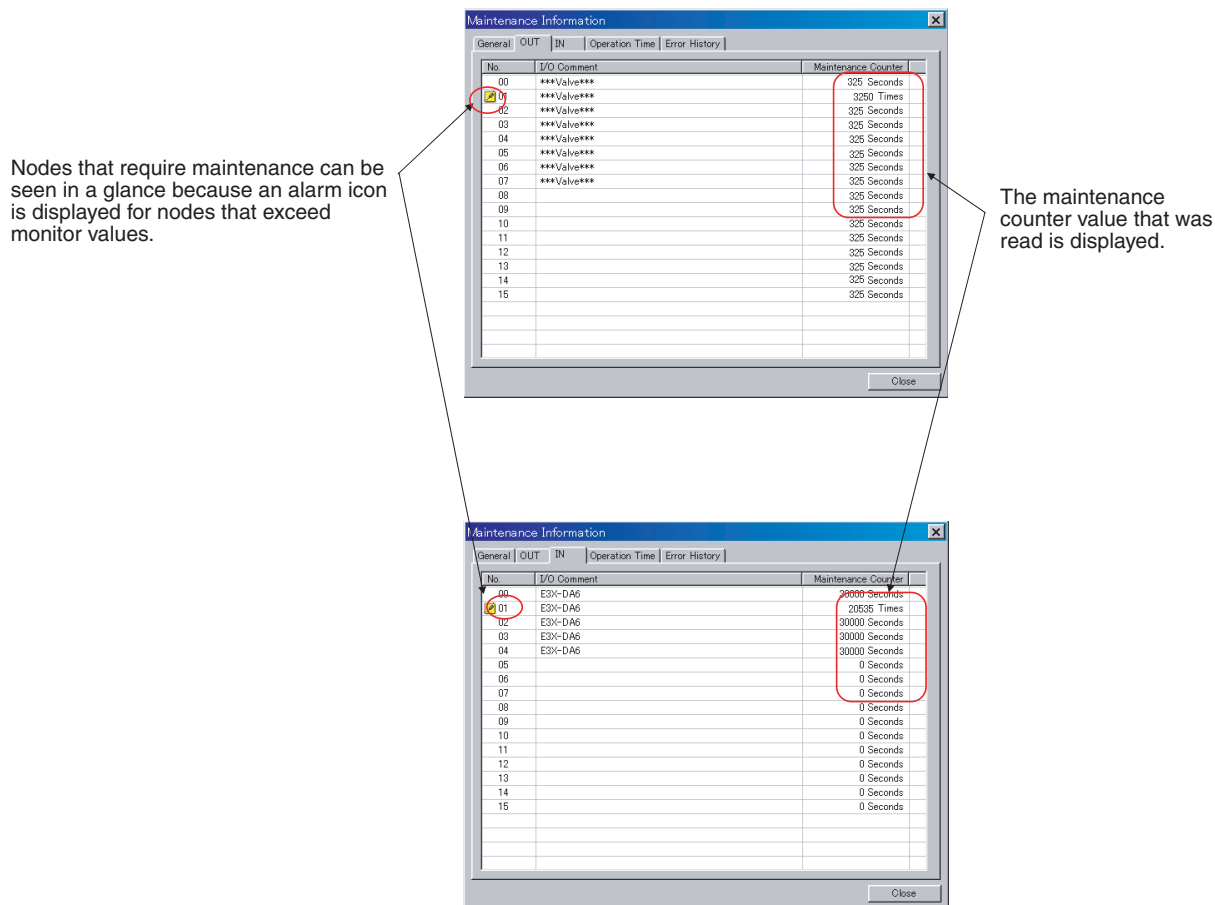 Maintenance Information
General OUT IN Operation Time Error History
No. I/O Comment Maintenance Counter
00 ***Valve*** 325 Seconds
01 ***Valve*** 3250 Times
02 ***Valve*** 325 Seconds
03 ***Valve*** 325 Seconds
04 ***Valve*** 325 Seconds
05 ***Valve*** 325 Seconds
06 ***Valve*** 325 Seconds
07 ***Valve*** 325 Seconds
08 325 Seconds
09 325 Seconds
10 325 Seconds
11 325 Seconds
12 325 Seconds
13 325 Seconds
14 325 Seconds
15 325 Seconds
Close
Nodes that require maintenance can be
seen in a glance because an alarm icon
is displayed for nodes that exceed
monitor values.
The maintenance
counter value that was
read is displayed.
Maintenance Information
General OUT IN Operation Time Error History
No. I/O Comment Maintenance Counter
00 E3X-DA6 30000 Seconds
01 E3X-DA6 20535 Times
02 E3X-DA6 30000 Seconds
03 E3X-DA6 30000 Seconds
04 E3X-DA6 30000 Seconds
05 0 Seconds
06 0 Seconds
07 0 Seconds
08 0 Seconds
09 0 Seconds
10 0 Seconds
11 0 Seconds
12 0 Seconds
13 0 Seconds
14 0 Seconds
15 0 Seconds
Close